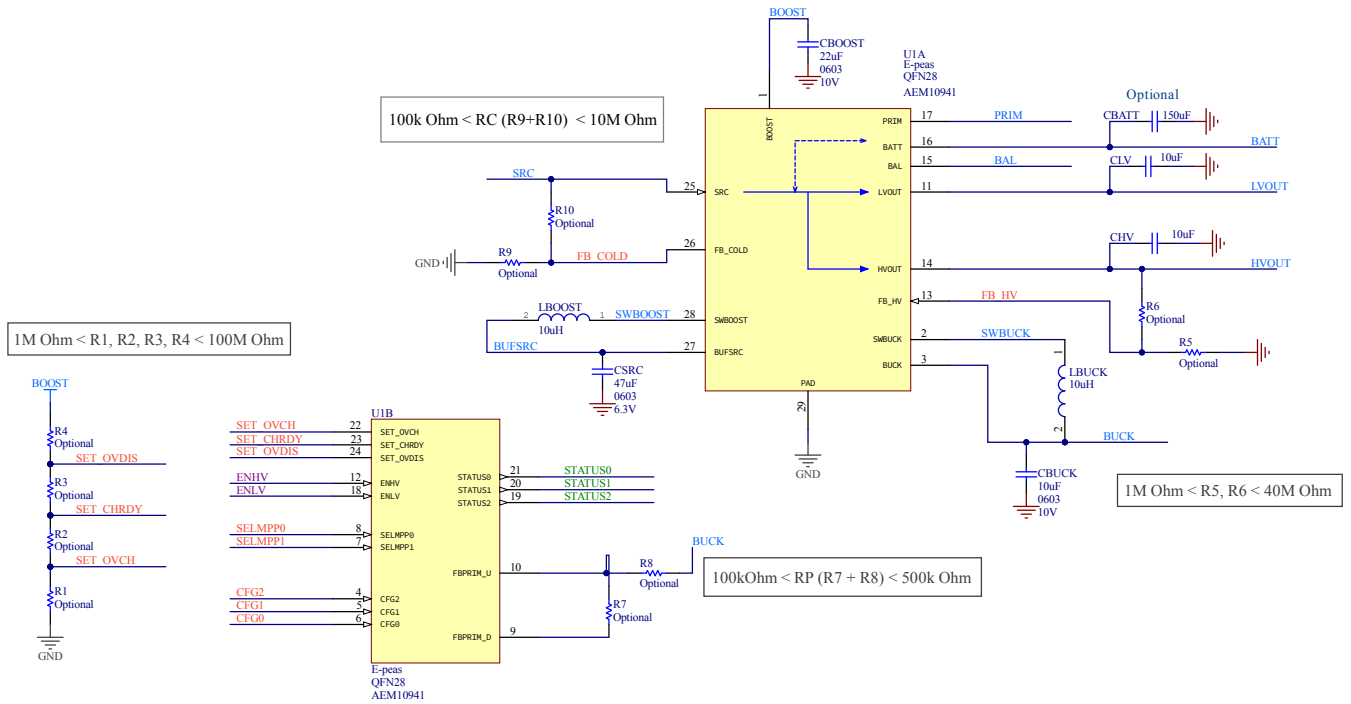 BOOST
CBOOST
22uF
0603
10V
1
U1A
E-peas
QFN28
AEM10941
100k Ohm < RC (R9+R10)  < 10M Ohm
BOOST
PRIM
17
PRIM
Optional
CBATT
150uF
BATT
16
BATT
BAL
15
BAL
CLV
10uF
LVOUT
11
LVOUT
SRC
25
SRC
R10
Optional
26
FB_COLD
R9
Optional
GND
FB_COLD
CHV
10uF
HVOUT
14
HVOUT
FB_HV
13
FB_HV
R6
Optional
R5
Optional
LBOOST
2
1
10uH
SWBOOST
28
SWBOOST
BUFSRC
27
BUFSRC
CSRC
47uF
0603
6.3V
SWBUCK
2
SWBUCK
BUCK
3
1
LBUCK
10uH
2
BUCK
PAD
29
GND
CBUCK
10uF
0603
10V
1M Ohm < R5, R6 < 40M Ohm
1M Ohm < R1, R2, R3, R4 < 100M Ohm
BOOST
R4
Optional
SET_OVDIS
R3
Optional
SET_CHRDY
R2
Optional
SET_OVCH
R1
Optional
GND
U1B
SET_OVCH
22
SET_OVCH
SET_CHRDY
23
SET_CHRDY
SET_OVDIS
24
SET_OVDIS
ENHV
12
ENHV
ENLV
18
ENLV
STATUS0
21
STATUS0
STATUS1
20
STATUS1
STATUS2
19
STATUS2
SELMPP0
8
SELMPP0
SELMPP1
7
SELMPP1
FBPRIM_U
10
R8
Optional
BUCK
R7
Optional
100kOhm < RP (R7 + R8) < 500k Ohm
CFG2
4
CFG2
CFG1
5
CFG1
CFG0
6
CFG0
FBPRIM_D
9
E-peas
QFN28
AEM10941